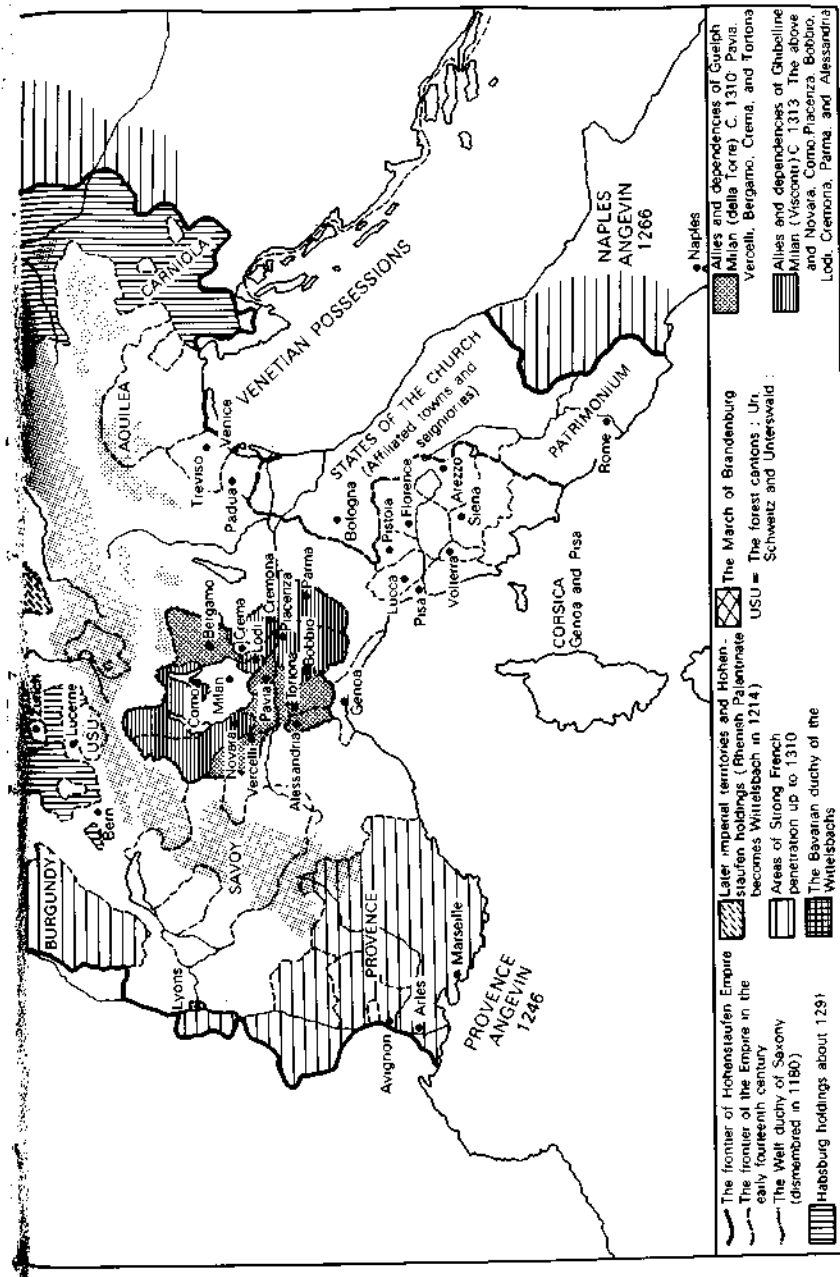 Zurich
Lucerne
USU
Bern
BURGUNDY
Lyons
SAVOY
CARNIOLA
AQUILEA
Treviso
Venice
Padua
VENETIAN POSSESSIONS
Bergamo
Como
Milan
Crema
Lodi
Cremona
Novara
Vercelli
Pavia
Piacenza
Tortona
Bobbio
Parma
Alessandria
Genoa
STATES OF THE CHURCH
(Affiliated towns and
seigniories)
Bologna
Pistoia
Florence
Lucca
Pisa
Arezzo
Siena
Volterra
PROVENCE
Avignon
Arles
Marseille
PROVENCE
ANGEVIN
1246
CORSICA
Genoa and Pisa
PATRIMONIUM
Rome
NAPLES
ANGEVIN
1266
Naples
The frontier of Hohenstaufen Empire
The frontier of the Empire in the
early fourteenth century
The Welf duchy of Saxony
(dismembred in 1180)
Habsburg holdings about 1291
Later imperial territories and Hohen-
staufen holdings (Rhenish Palantinate
becomes Wittelsbach in 1214)
Areas of Strong French
penetration up to 1310
The Bavarian duchy of the
Wittelsbachs
The March of Brandenburg
USU = The forest cantons : Uri,
Schweitz and Unterswald :
Allies and dependencies of Guelph
Milan (della Torre) C. 1310 Pavia,
Vercelli, Bergamo, Crema, and Tortona
Allies and dependencies of Ghibelline
Milan (Visconti) C 1313 The above
and Novara, Como, Piacenza, Bobbio,
Lodi, Cremona, Parma, and Alessandria